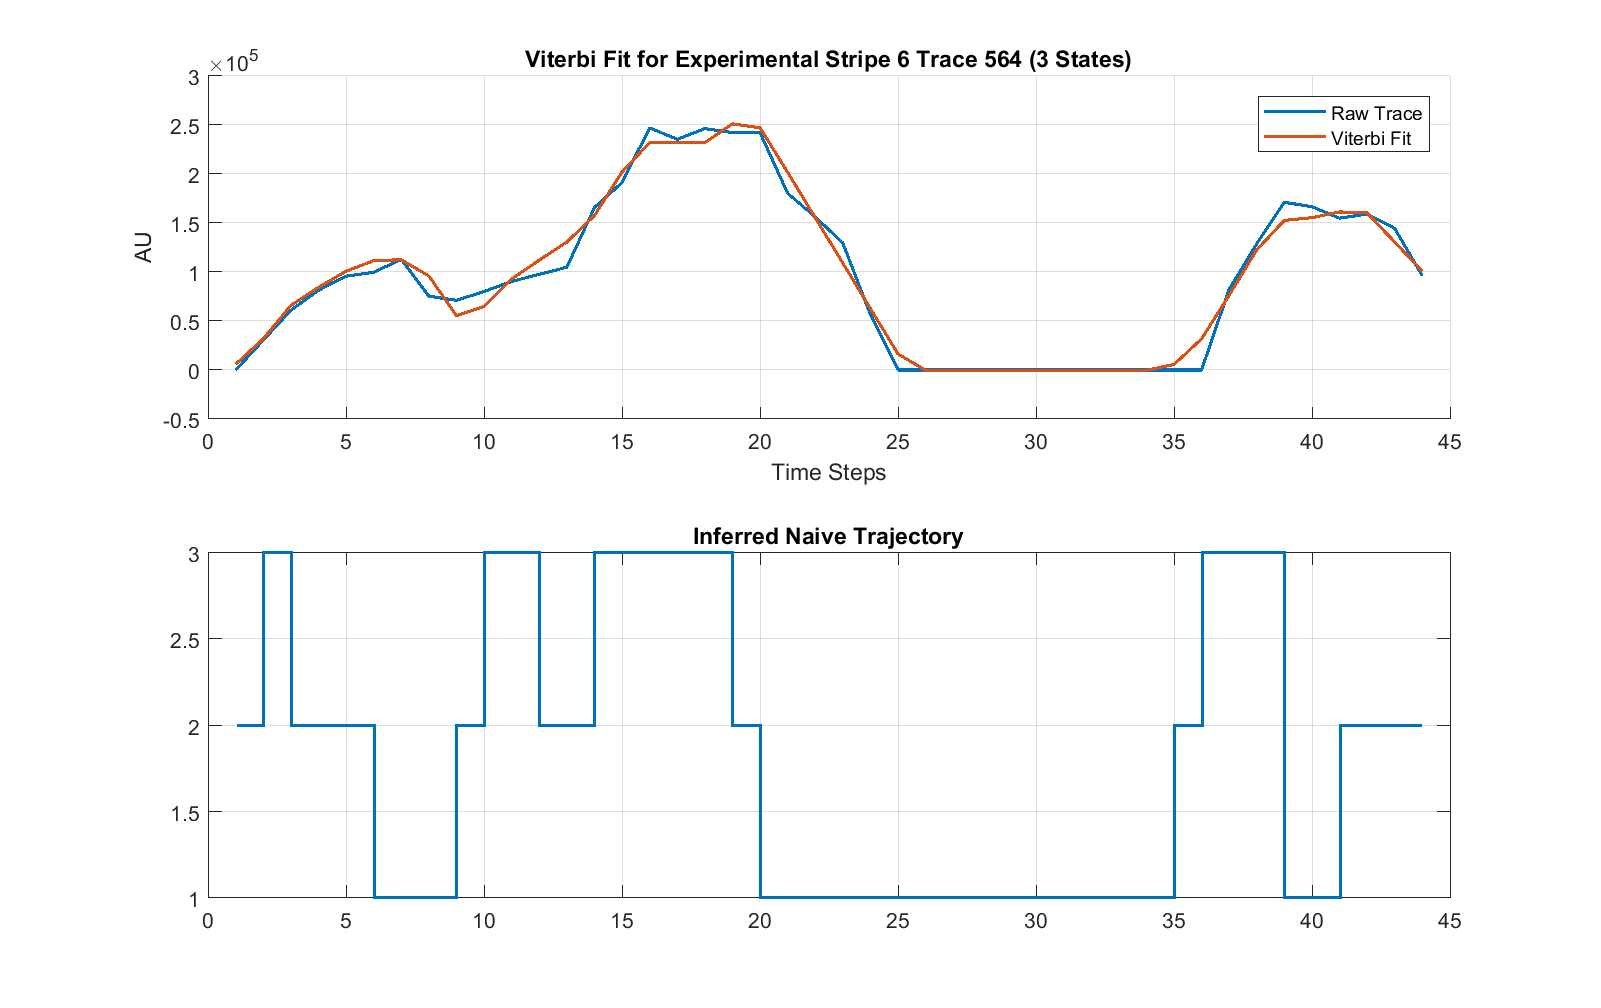 Viterbi Fit for Experimental Stripe 6 Trace 564 (3 States)
×10^5
3
2.5
2
1.5
1
0.5
0
-0.5
AU
Raw Trace
Viterbi Fit
0 5 10 15 20 25 30 35 40 45
Time Steps
Inferred Naive Trajectory
3
2.5
2
1.5
1
0 5 10 15 20 25 30 35 40 45